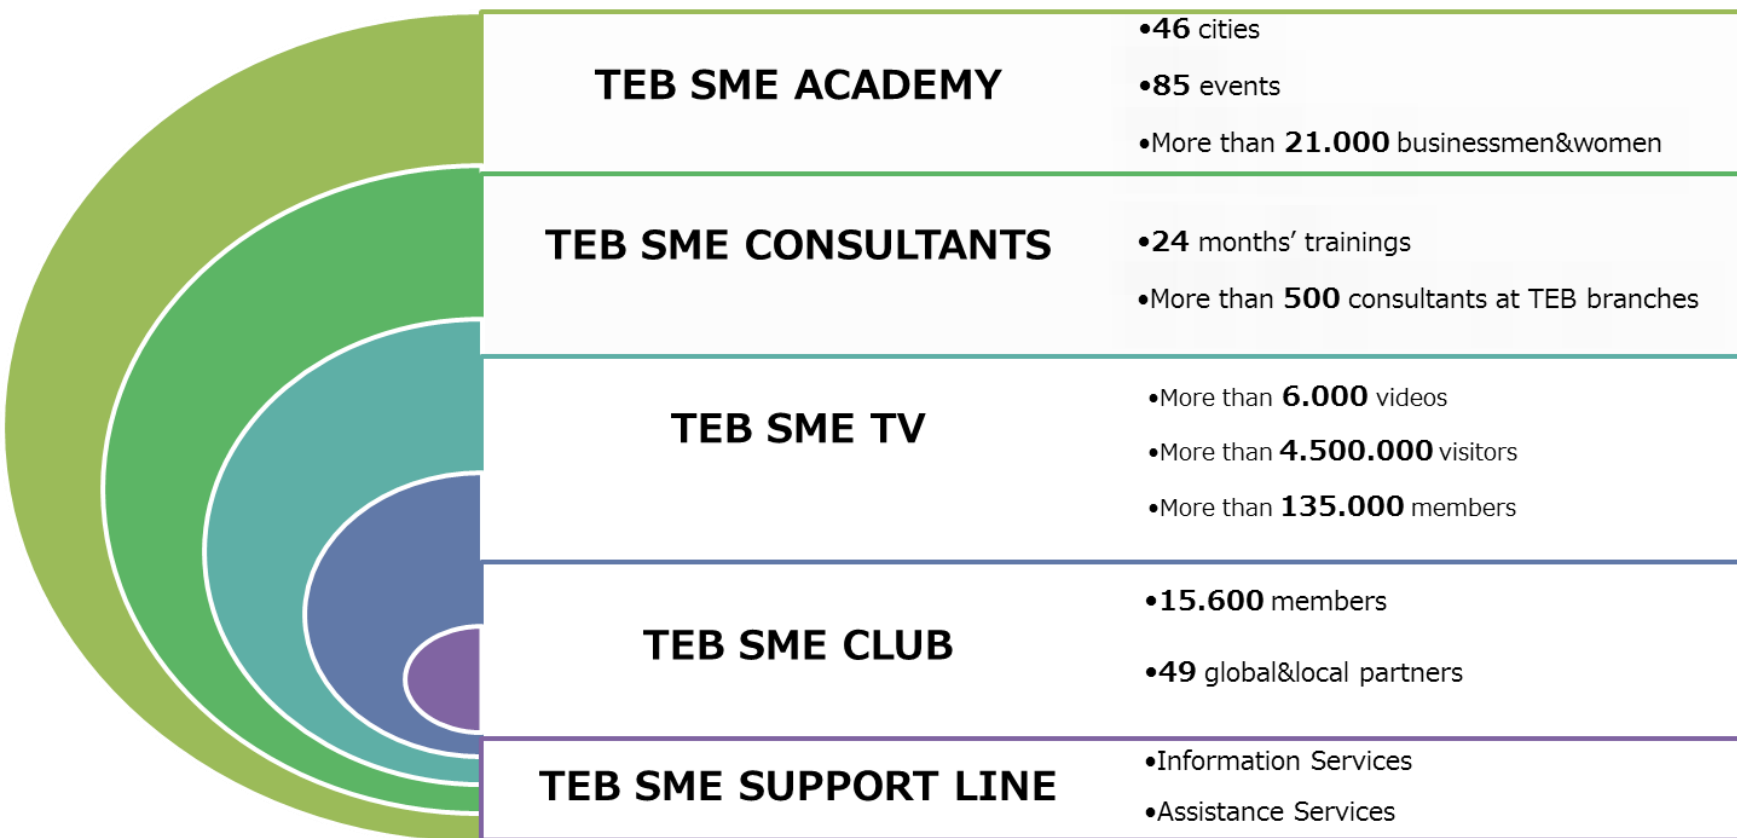 TEB SME ACADEMY
•46 cities
•85 events
•More than 21.000 businessmen&women
TEB SME CONSULTANTS
•24 months’ trainings
•More than 500 consultants at TEB branches
TEB SME TV
•More than 6.000 videos
•More than 4.500.000 visitors
•More than 135.000 members
TEB SME CLUB
•15.600 members
•49 global&local partners
TEB SME SUPPORT LINE
•Information Services
•Assistance Services